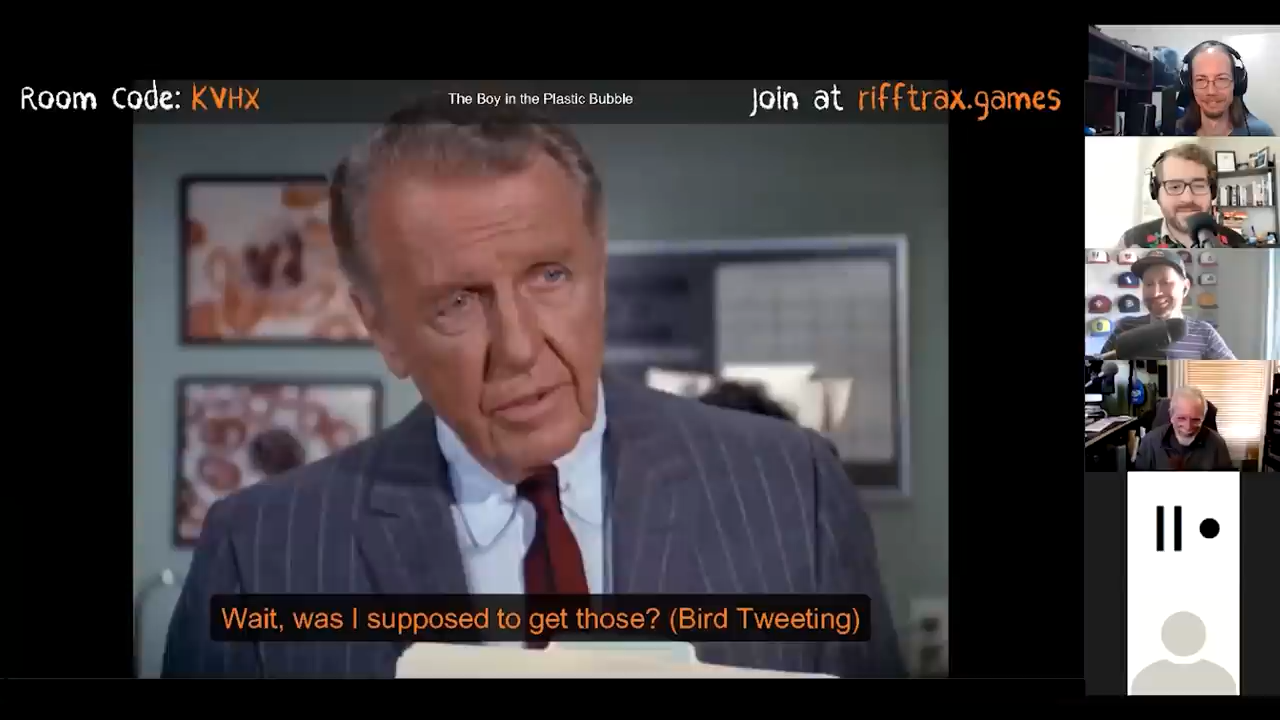 Room Code: KVHX
The Boy in the Plastic Bubble
Join at rifftrax.games
Wait, was I supposed to get those? (Bird Tweeting)